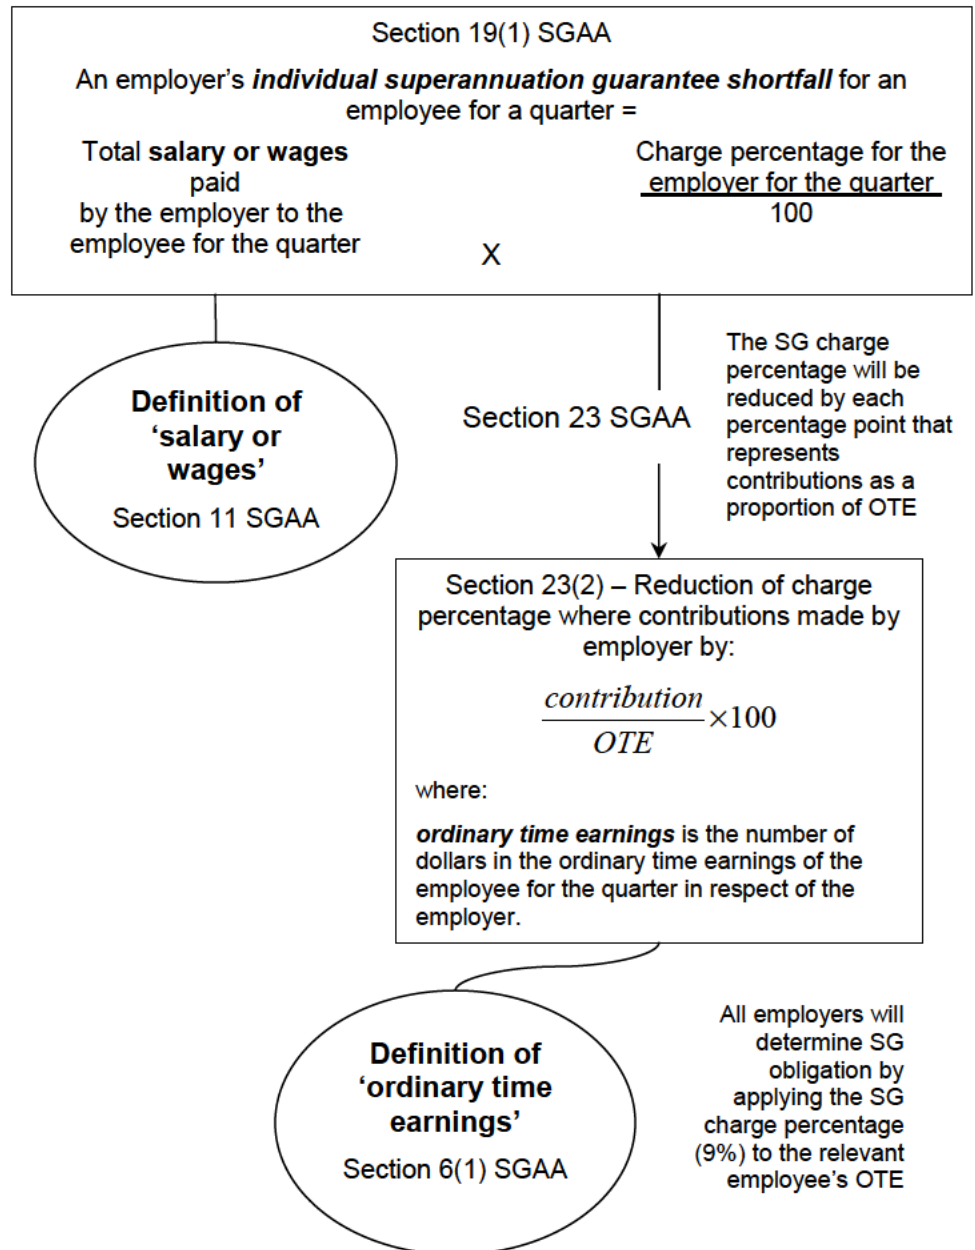 Section 19(1) SGAA
An employer’s individual superannuation guarantee shortfall for an
employee for a quarter =
Total salary or wages
paid
by the employer to the
employee for the quarter
X
Charge percentage for the
employer for the quarter
100
Definition of
‘salary or
wages’
Section 11 SGAA
Section 23 SGAA
The SG charge
percentage will be
reduced by each
percentage point that
represents
contributions as a
proportion of OTE
Section 23(2) – Reduction of charge
percentage where contributions made by
employer by:
contribution
OTE
×100
where:
ordinary time earnings is the number of
dollars in the ordinary time earnings of the
employee for the quarter in respect of the
employer.
Definition of
‘ordinary time
earnings’
Section 6(1) SGAA
All employers will
determine SG
obligation by
applying the SG
charge percentage
(9%) to the relevant
employee’s OTE